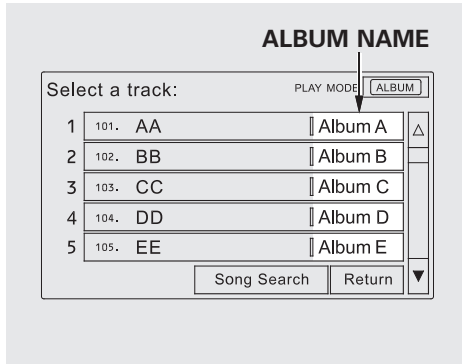 ALBUM NAME
Select a track: PLAY MODE ALBUM
1 101. AA Album A
2 102. BB Album B
3 103. CC Album C
4 104. DD Album D
5 105. EE Album E
Song Search Return